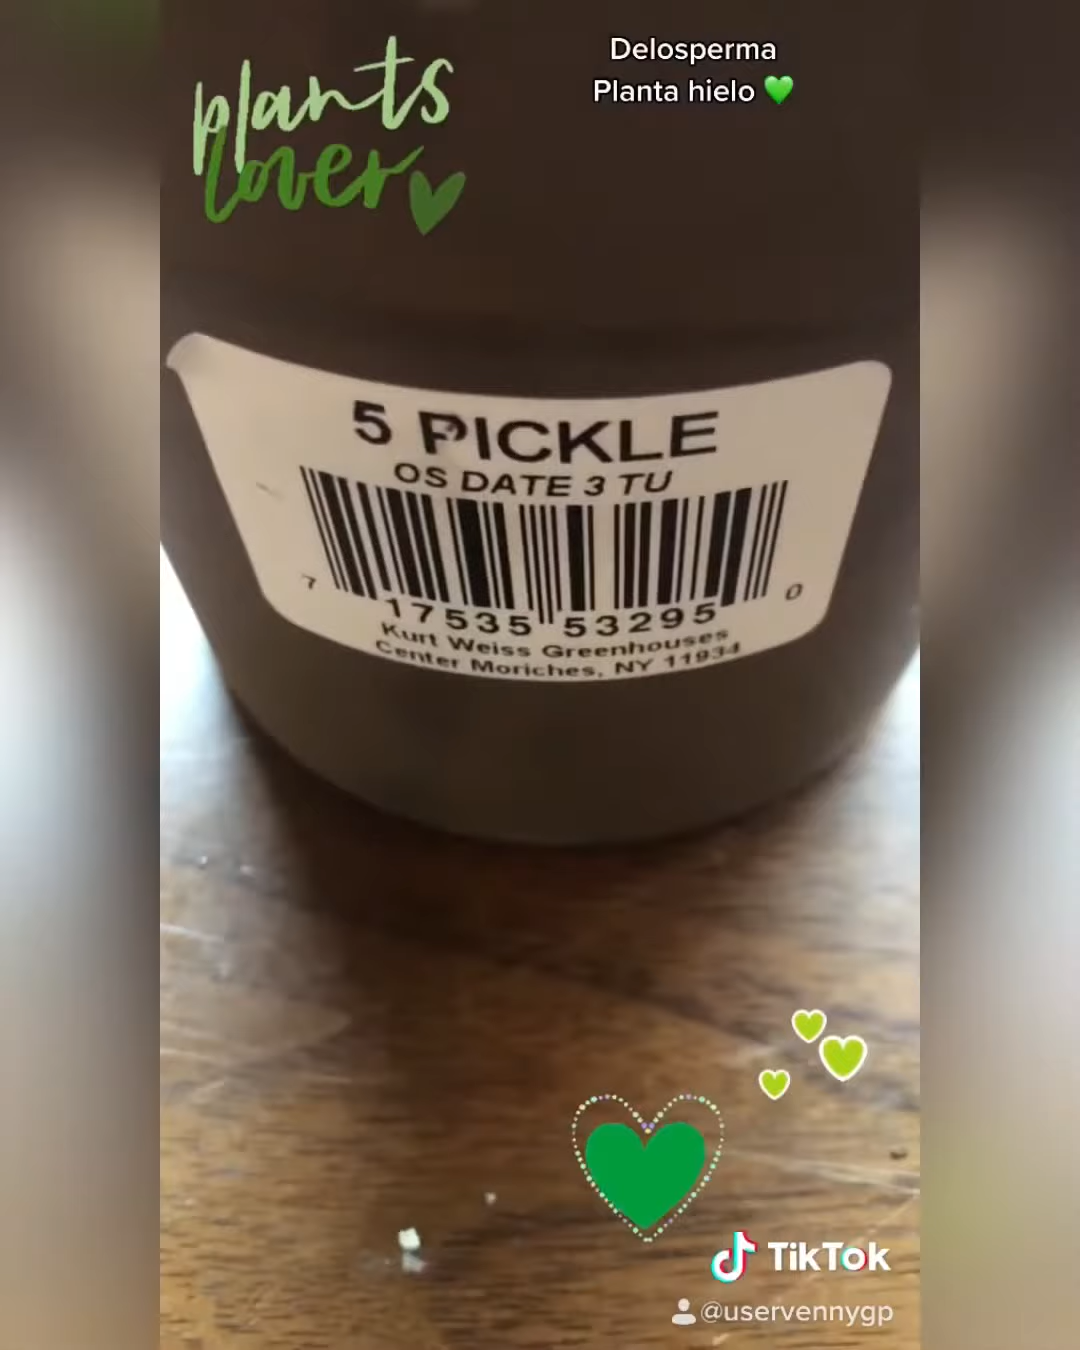 plants
lover
Delosperma
Planta hielo 💚
5 PICKLE
OS DATE 3 TU
7 17535 53295 0
Kurt Weiss Greenhouses
Center Moriches, NY 11934
TikTok
@uservennygp